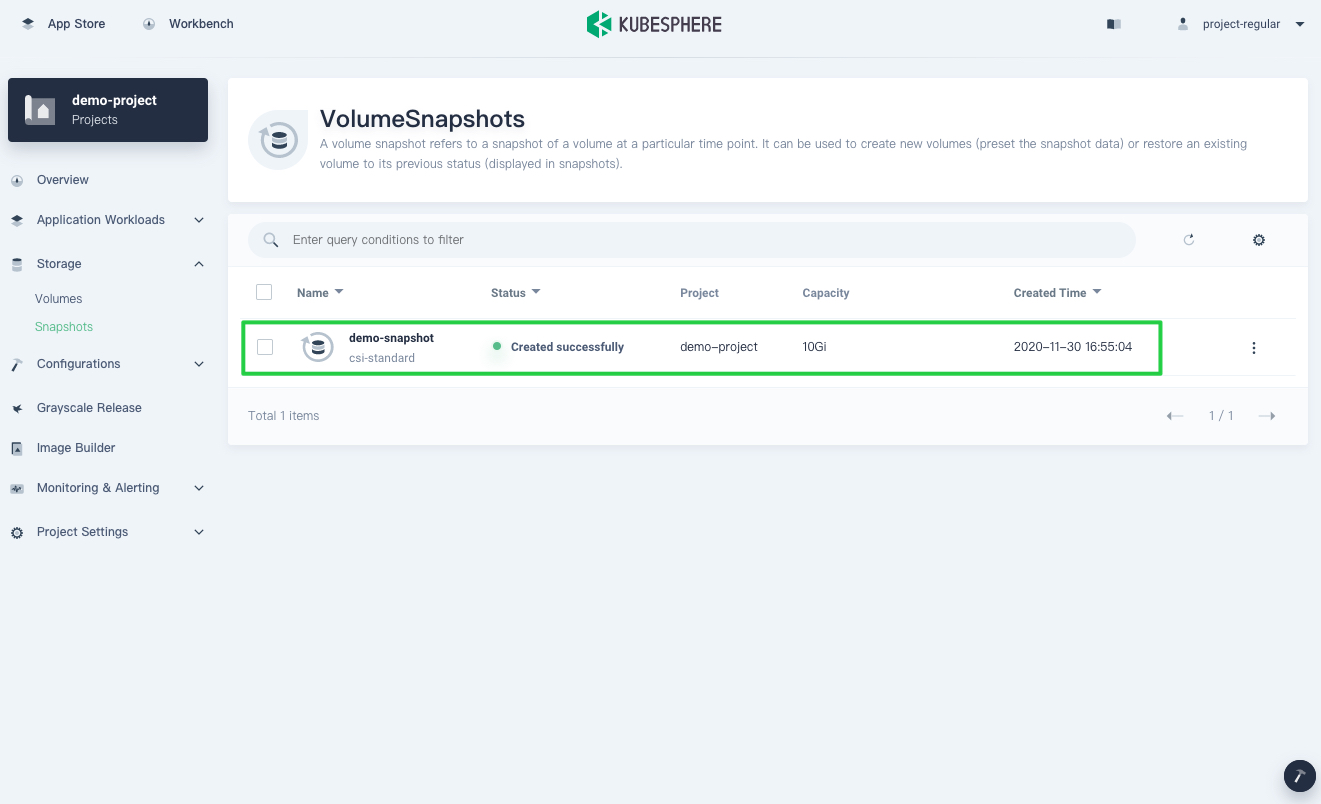 App Store
Workbench
KUBESPHERE
project-regular
demo-project
Projects
Overview
Application Workloads
Storage
Volumes
Snapshots
Configurations
Grayscale Release
Image Builder
Monitoring & Alerting
Project Settings
VolumeSnapshots
A volume snapshot refers to a snapshot of a volume at a particular time point. It can be used to create new volumes (preset the snapshot data) or restore an existing
volume to its previous status (displayed in snapshots).
Enter query conditions to filter
Name Status Project Capacity Created Time
demo-snapshot
csi-standard
Created successfully demo-project 10Gi 2020-11-30 16:55:04
Total 1 items
1 / 1